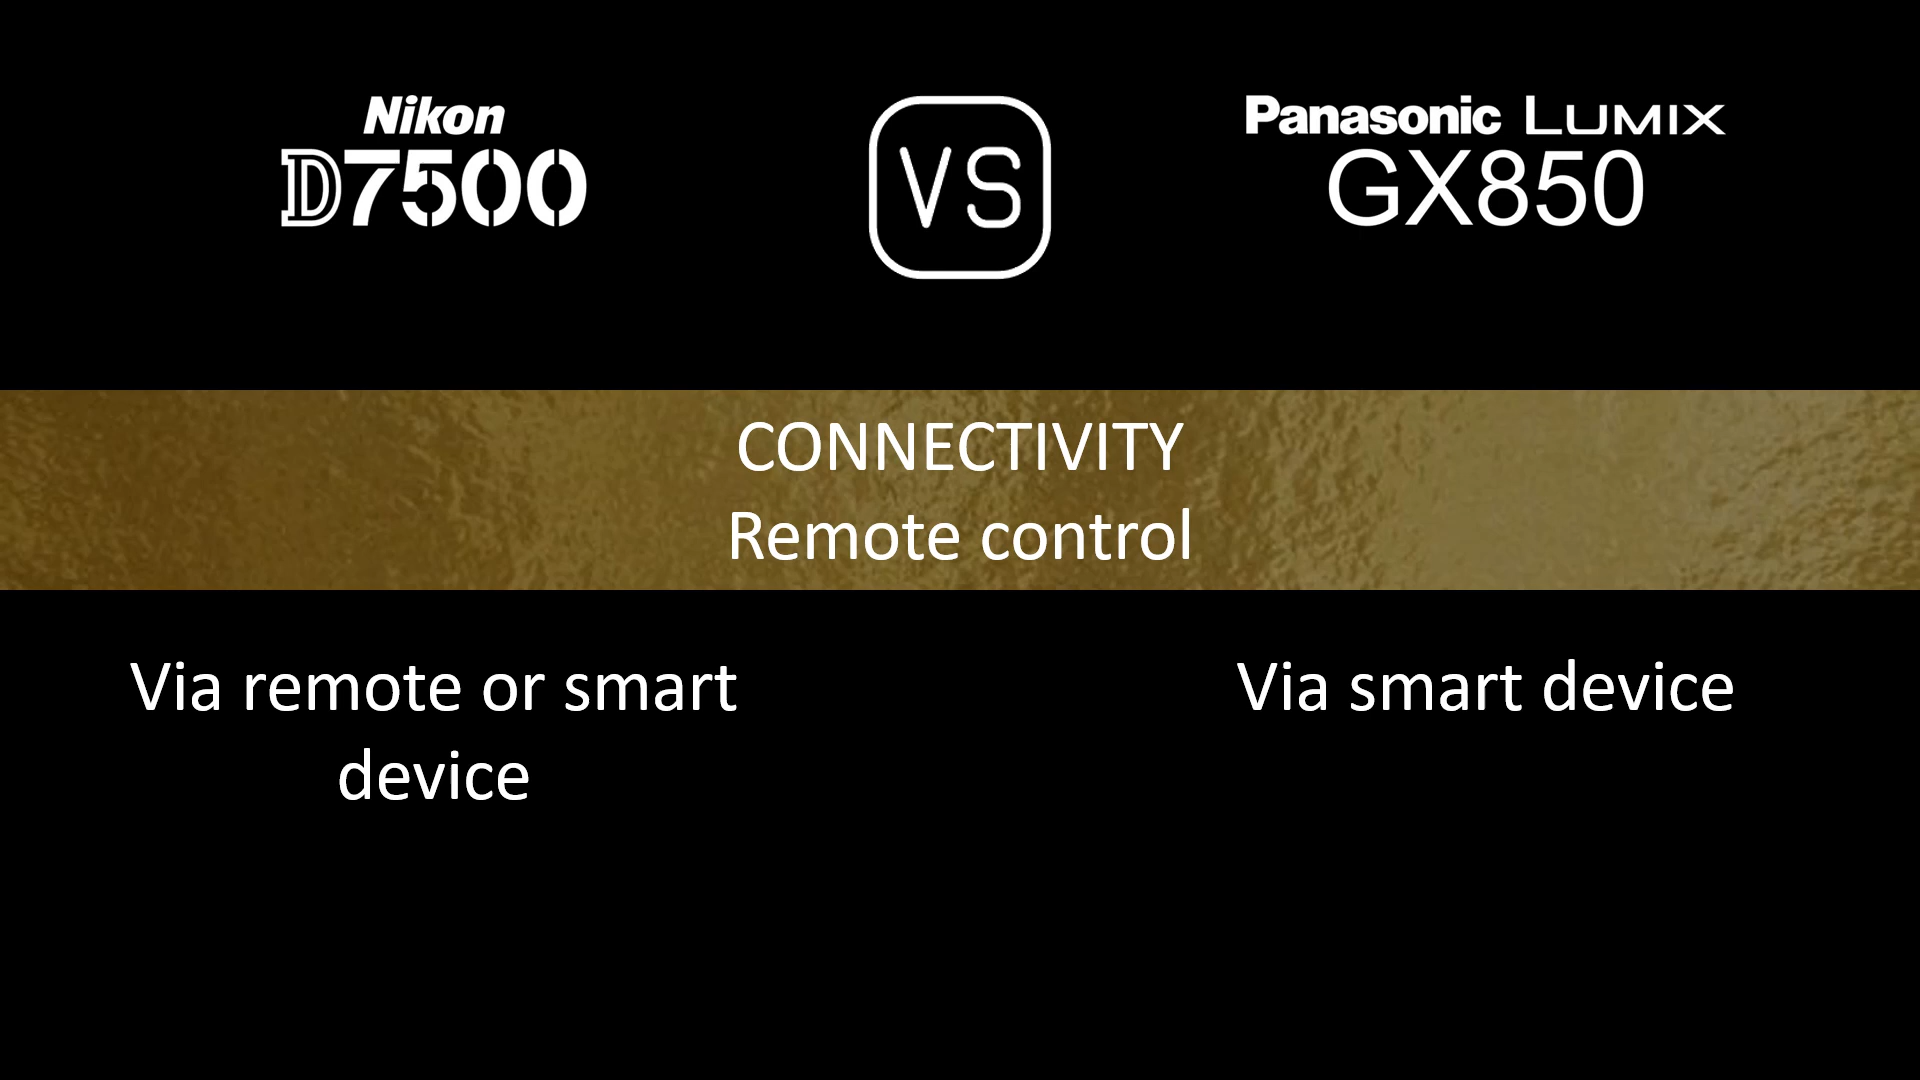 Nikon
D7500
VS
Panasonic LUMIX
GX850
CONNECTIVITY
Remote control
Via remote or smart
device
Via smart device